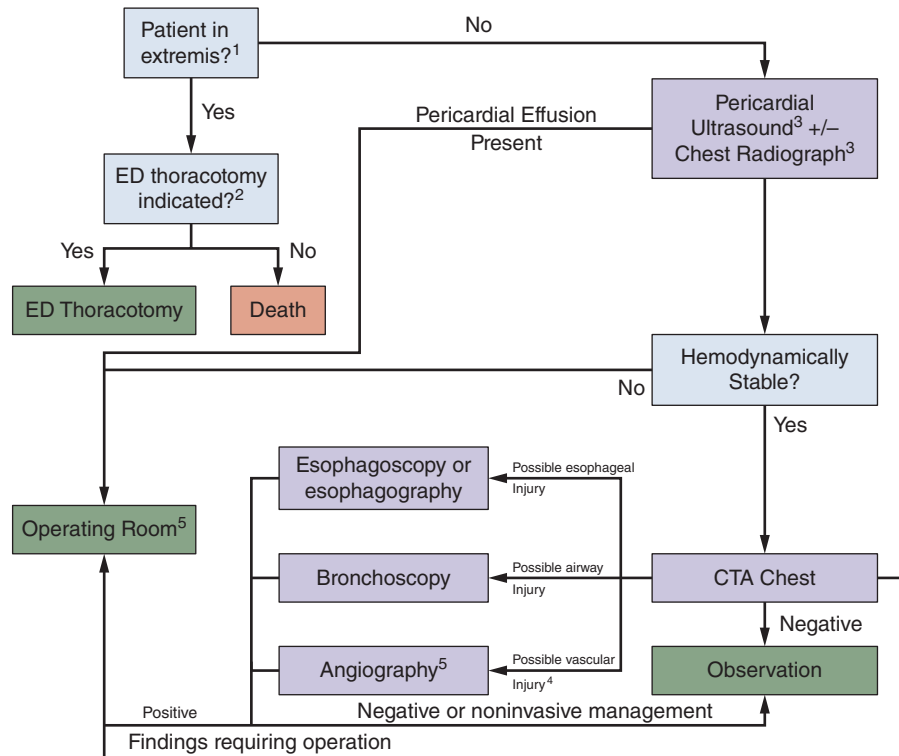 Patient in
extremis?¹
No
Yes
Pericardial Effusion
Present
Pericardial
Ultrasound³ +/–
Chest Radiograph³
ED thoracotomy
indicated?²
Yes
No
ED Thoracotomy
Death
Hemodynamically
Stable?
No
Yes
Esophagoscopy or
esophagography
Possible esophageal
Injury
Operating Room⁵
Bronchoscopy
Possible airway
Injury
CTA Chest
Negative
Angiography⁵
Possible vascular
Injury⁴
Observation
Positive
Negative or noninvasive management
Findings requiring operation